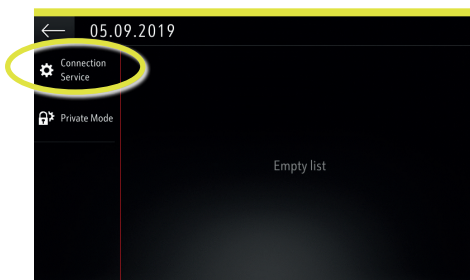 05.09.2019
Connection
Service
Private Mode
Empty list